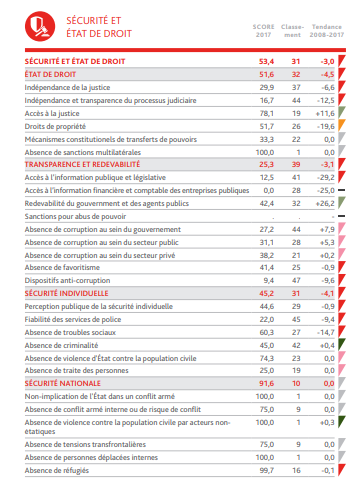 SÉCURITÉ ET
ÉTAT DE DROIT
SCORE 2017 Classe-ment Tendance 2008-2017
SÉCURITÉ ET ÉTAT DE DROIT 53,4 31 -3,0
ÉTAT DE DROIT 51,6 32 -4,5
Indépendance de la justice 29,9 37 -6,6
Indépendance et transparence du processus judiciaire 16,7 44 -12,5
Accès à la justice 78,1 19 +11,6
Droits de propriété 51,7 26 -19,6
Mécanismes constitutionels de transferts de pouvoirs 33,3 22 0,0
Absence de sanctions multilatérales 100,0 1 0,0
TRANSPARENCE ET REDEVABILITÉ 25,3 39 -3,1
Accès à l'information publique et législative 12,5 41 -29,2
Accès à l'information financière et comptable des entreprises publiques 0,0 28 -25,0
Redevabilité du gouvernement et des agents publics 42,4 32 +26,2
Sanctions pour abus de pouvoir . . -
Absence de corruption au sein du gouvernement 27,2 44 +7,9
Absence de corruption au sein du secteur public 31,1 28 +5,3
Absence de corruption au sein du secteur privé 38,2 21 +0,2
Absence de favoritisme 41,4 25 -0,9
Dispositifs anti-corruption 9,4 47 -9,6
SÉCURITÉ INDIVIDUELLE 45,2 31 -4,1
Perception publique de la sécurité individuelle 44,6 29 -0,9
Fiabilité des services de police 22,0 45 -9,4
Absence de troubles sociaux 60,3 27 -14,7
Absence de criminalité 45,0 42 +0,4
Absence de violence d'État contre la population civile 74,3 23 0,0
Absence de traite des personnes 25,0 19 0,0
SÉCURITÉ NATIONALE 91,6 10 0,0
Non-implication de l'État dans un conflit armé 100,0 1 0,0
Absence de conflit armé interne ou de risque de conflit 75,0 9 0,0
Absence de violence contre la population civile par acteurs non- 100,0 1 +0,3
étatiques
Absence de tensions transfrontalières 75,0 9 0,0
Absence de personnes déplacées internes 100,0 1 0,0
Absence de réfugiés 99,7 16 -0,1